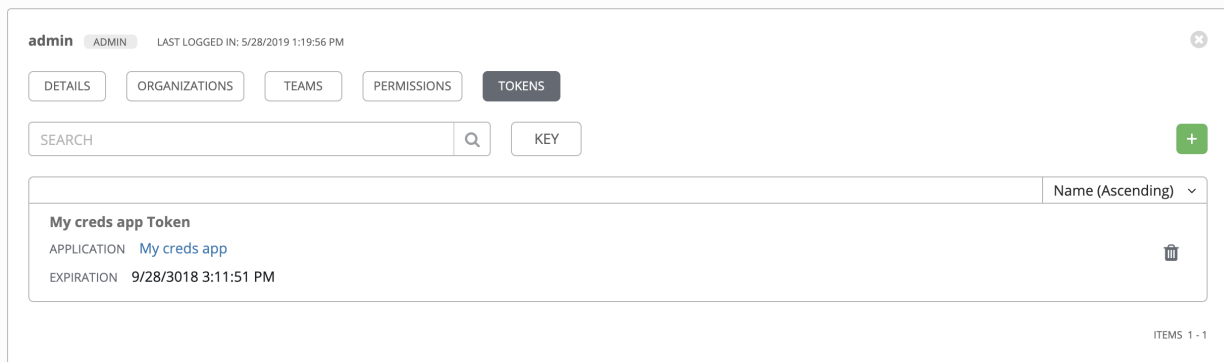 admin ADMIN LAST LOGGED IN: 5/28/2019 1:19:56 PM
DETAILS ORGANIZATIONS TEAMS PERMISSIONS TOKENS
SEARCH KEY +
Name (Ascending)
My creds app Token
APPLICATION My creds app
EXPIRATION 9/28/3018 3:11:51 PM
ITEMS 1 - 1